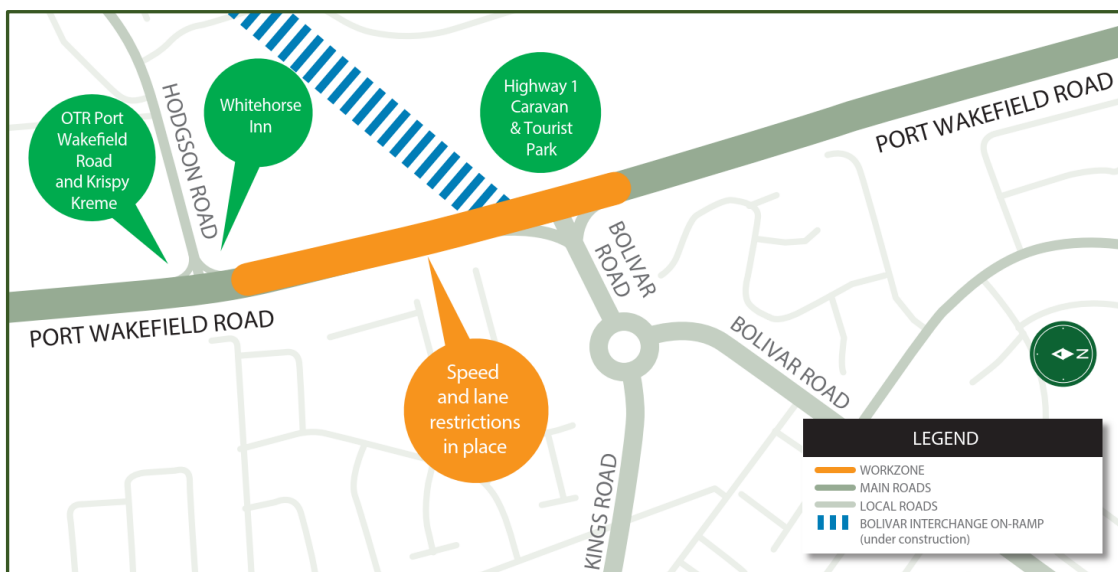 OTR Port
Wakefield
Road
and Krispy
Kreme
HODGSON ROAD
Whitehorse
Inn
Highway 1
Caravan
& Tourist
Park
PORT WAKEFIELD ROAD
BOLIVAR
ROAD
PORT WAKEFIELD ROAD
BOLIVAR ROAD
N
Speed
and lane
restrictions
in place
KINGS ROAD
LEGEND
WORKZONE
MAIN ROADS
LOCAL ROADS
BOLIVAR INTERCHANGE ON-RAMP
(under construction)